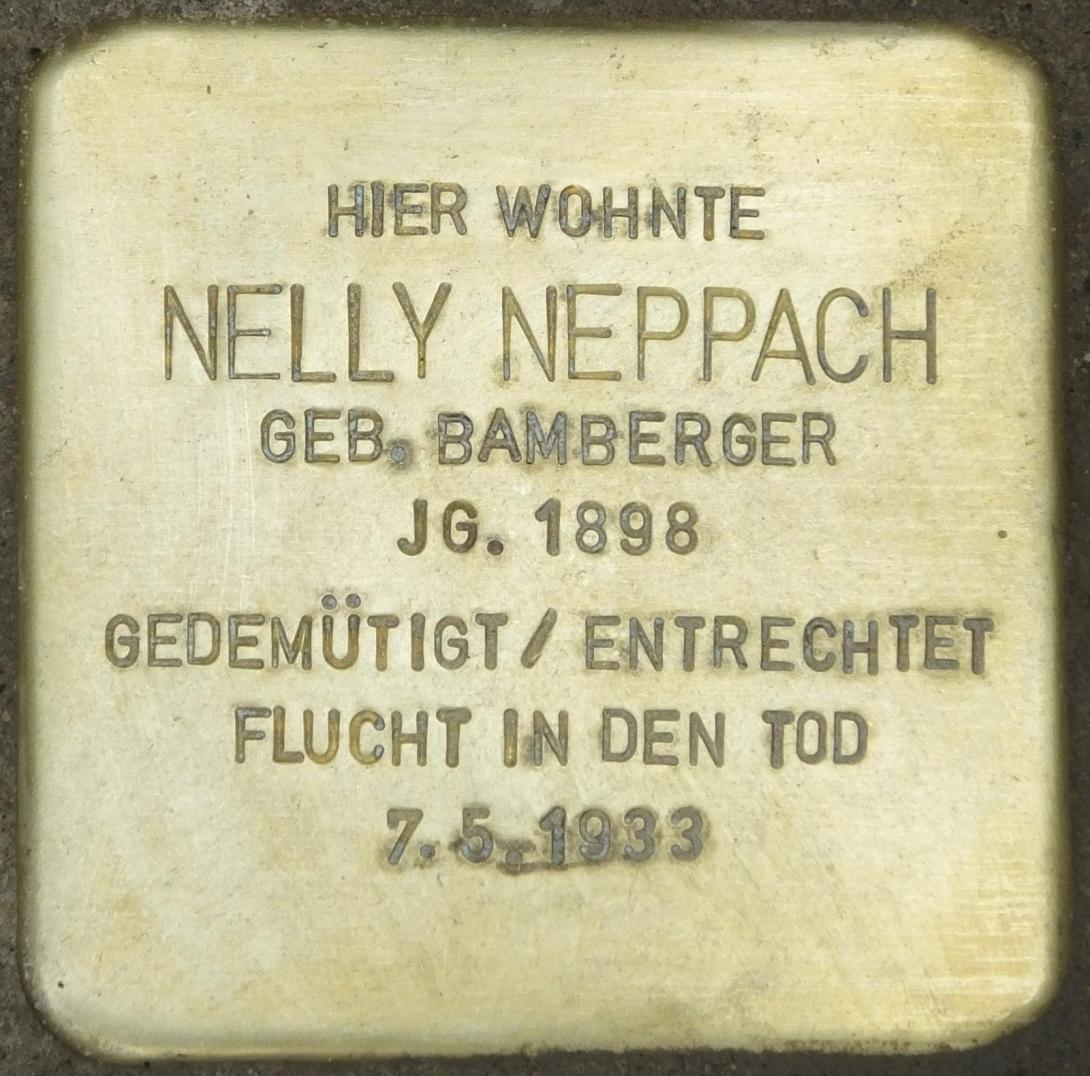 HIER WOHNTE
NELLY NEPPACH
GEB. BAMBERGER
JG. 1898
GEDEMÜTIGT / ENTRECHTET
FLUCHT IN DEN TOD
7.5.1933